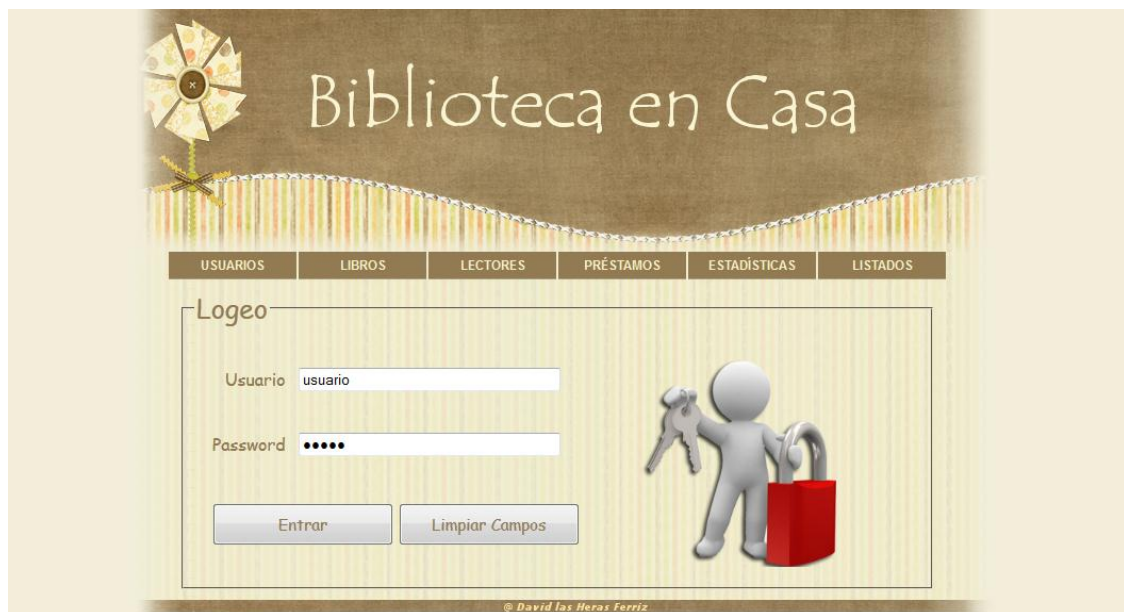 Biblioteca en Casa
USUARIOS LIBROS LECTORES PRÉSTAMOS ESTADÍSTICAS LISTADOS
Logeo
Usuario usuario
Password •••••
Entrar Limpiar Campos
@ David las Heras Ferriz